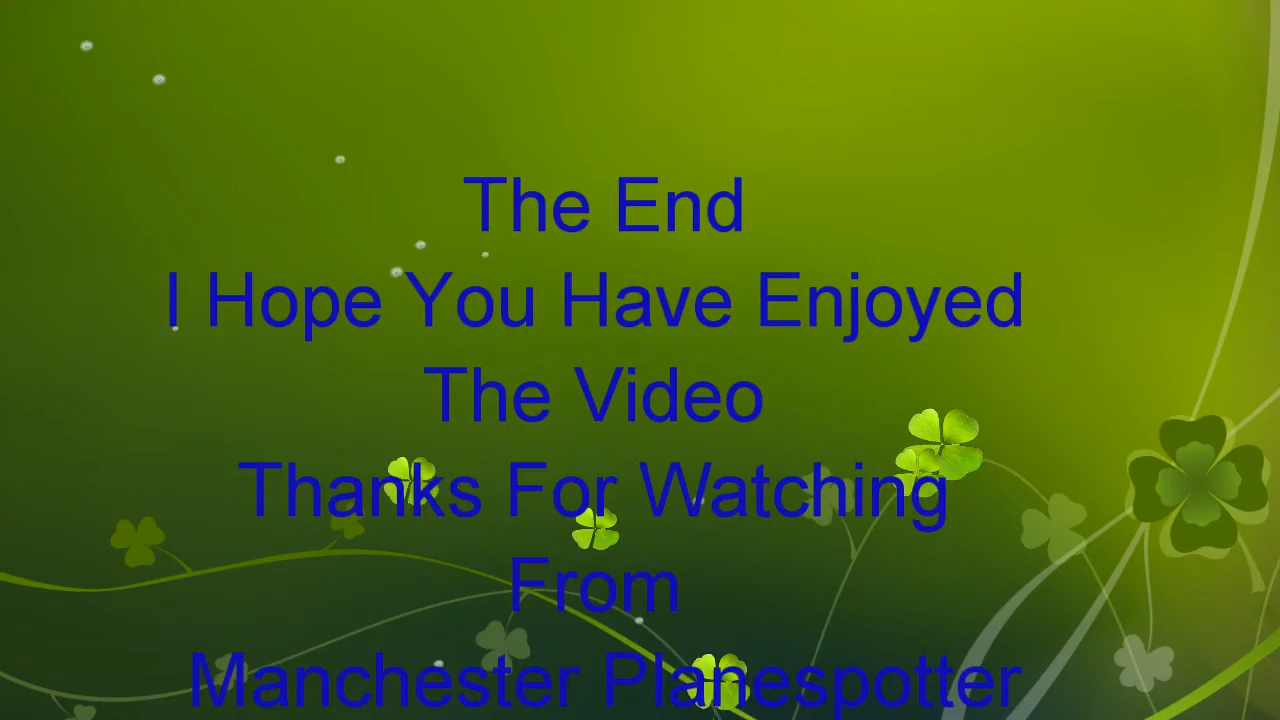 The End
I Hope You Have Enjoyed
The Video
Thanks For Watching
From
Manchester Planespotter